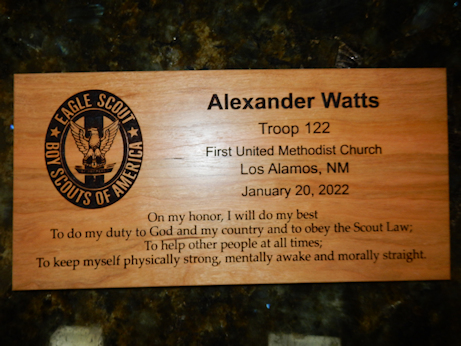 EAGLE SCOUT
BOY SCOUTS OF AMERICA
Alexander Watts
Troop 122
First United Methodist Church
Los Alamos, NM
January 20, 2022
On my honor, I will do my best
To do my duty to God and my country and to obey the Scout Law;
To help other people at all times;
To keep myself physically strong, mentally awake and morally straight.